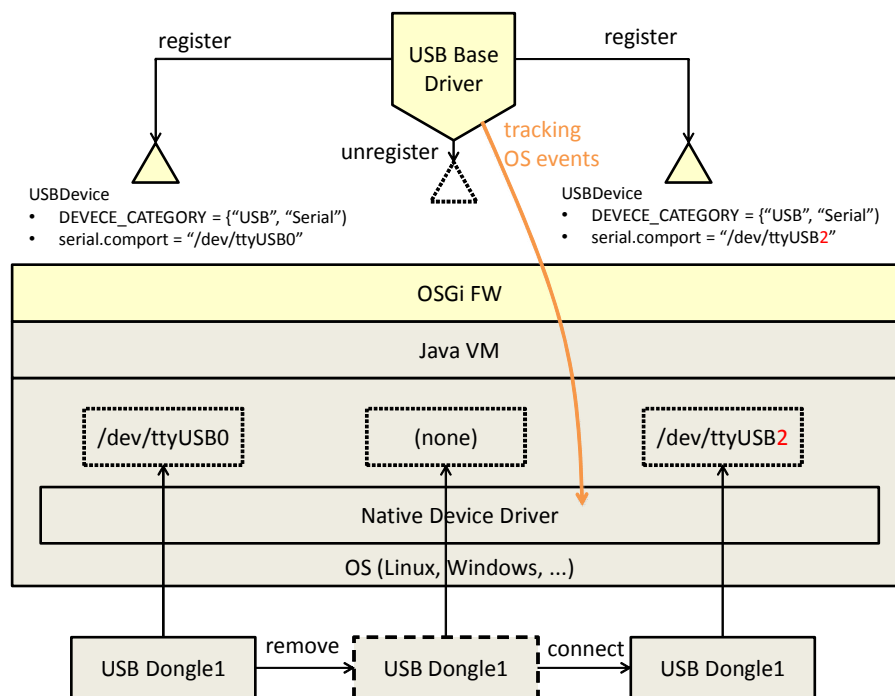 register
register
USB Base
Driver
tracking
OS events
unregister
USBDevice
• DEVECE_CATEGORY = {“USB”, “Serial”)
• serial.comport = “/dev/ttyUSB0”
USBDevice
• DEVECE_CATEGORY = {“USB”, “Serial”)
• serial.comport = “/dev/ttyUSB2”
OSGi FW
Java VM
/dev/ttyUSB0
(none)
/dev/ttyUSB2
Native Device Driver
OS (Linux, Windows, ...)
USB Dongle1
remove
USB Dongle1
connect
USB Dongle1